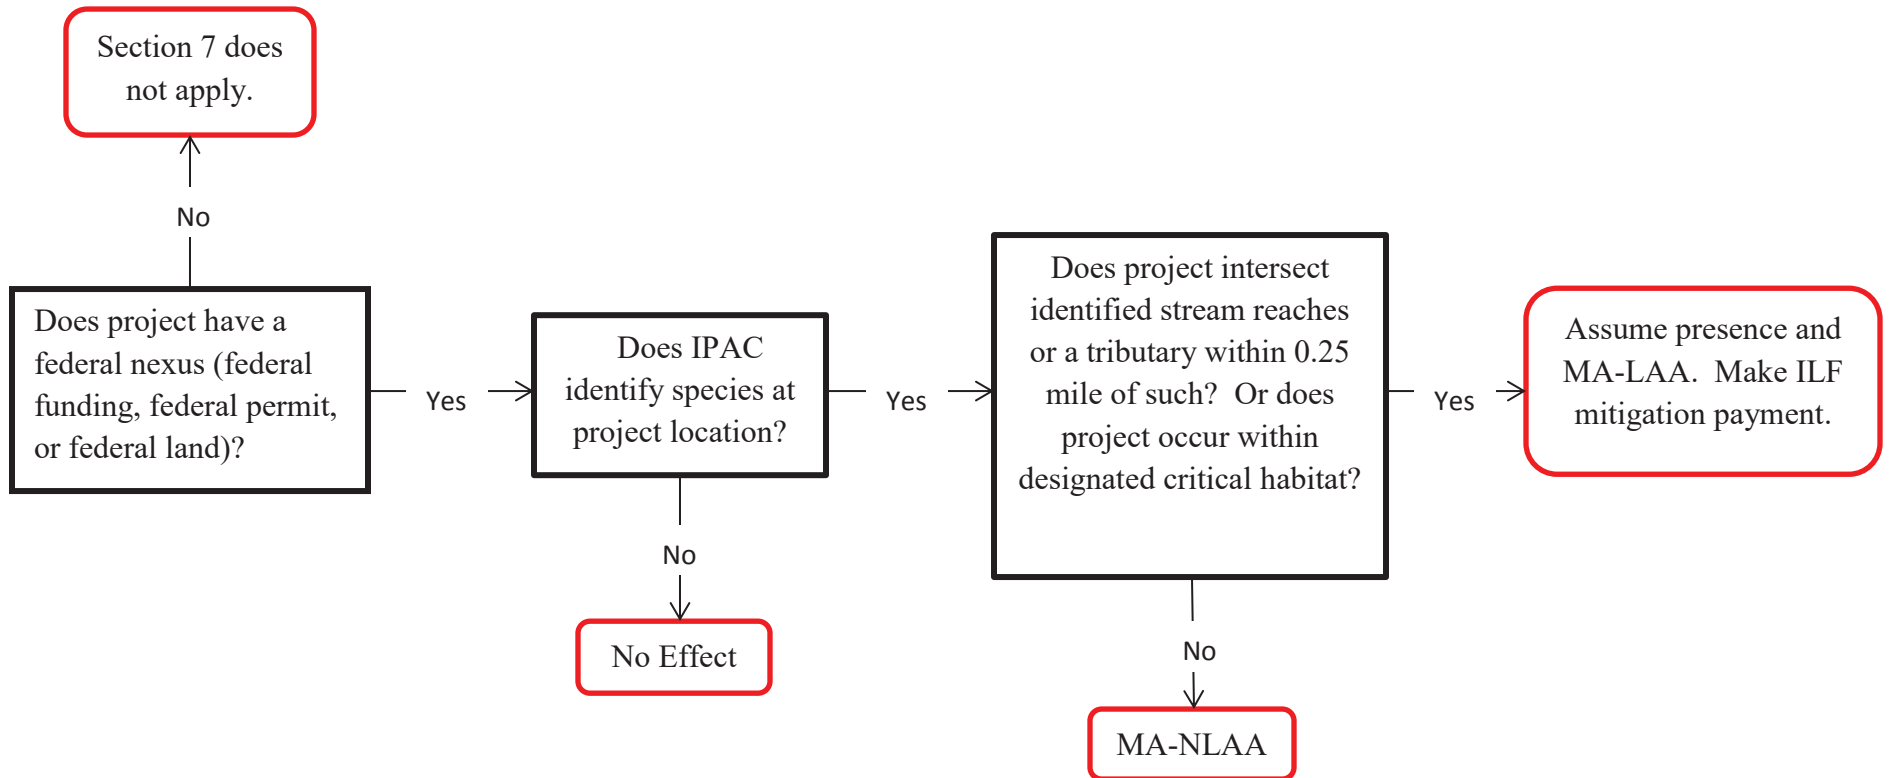 Section 7 does
not apply.
No
Does project have a
federal nexus (federal
funding, federal permit,
or federal land)?
Yes
Does IPAC
identify species at
project location?
No
No Effect
Yes
Does project intersect
identified stream reaches
or a tributary within 0.25
mile of such? Or does
project occur within
designated critical habitat?
No
MA-NLAA
Yes
Assume presence and
MA-LAA. Make ILF
mitigation payment.